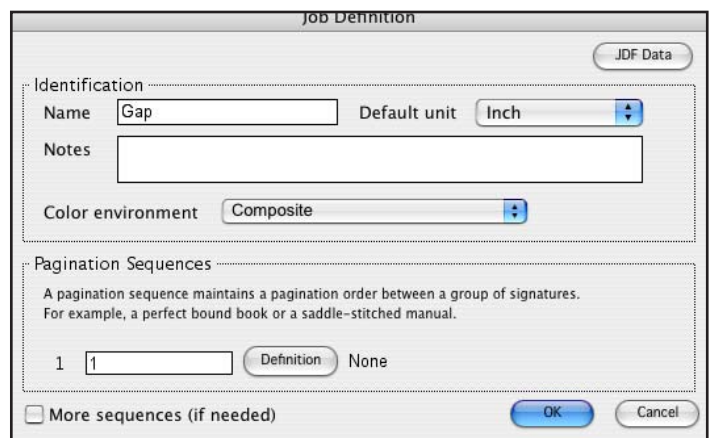 Job Definition
JDF Data
Identification
Name Gap Default unit Inch
Notes
Color environment Composite
Pagination Sequences
A pagination sequence maintains a pagination order between a group of signatures.
For example, a perfect bound book or a saddle-stitched manual.
1 1 Definition None
More sequences (if needed) OK Cancel